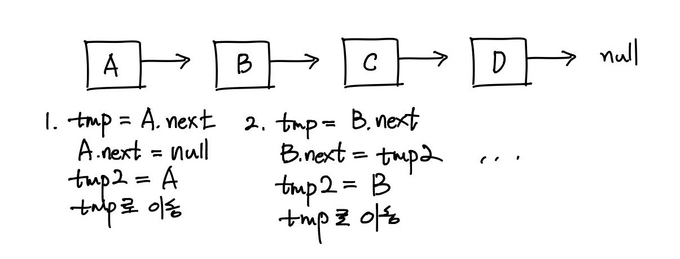 A → B → C → D → null
1. tmp = A.next
A.next = null
tmp2 = A
tmp로 이동
2. tmp = B.next
B.next = tmp2
tmp2 = B
tmp로 이동
...